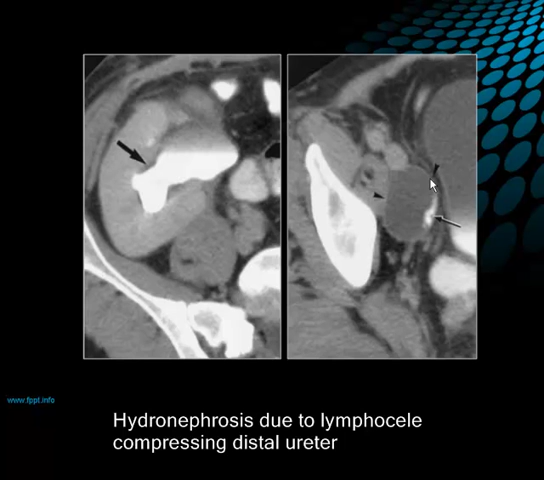 www.fppt.info
Hydronephrosis due to lymphocele
compressing distal ureter